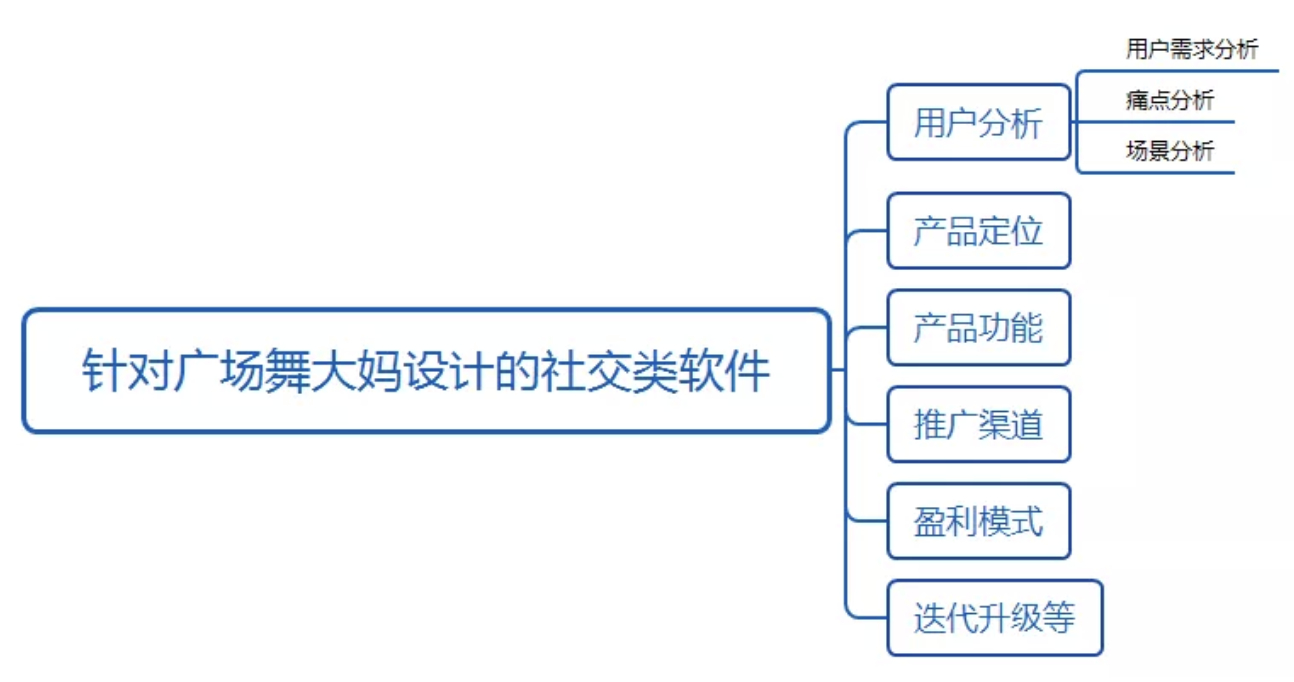 针对广场舞大妈设计的社交类软件
用户分析
用户需求分析
痛点分析
场景分析
产品定位
产品功能
推广渠道
盈利模式
迭代升级等